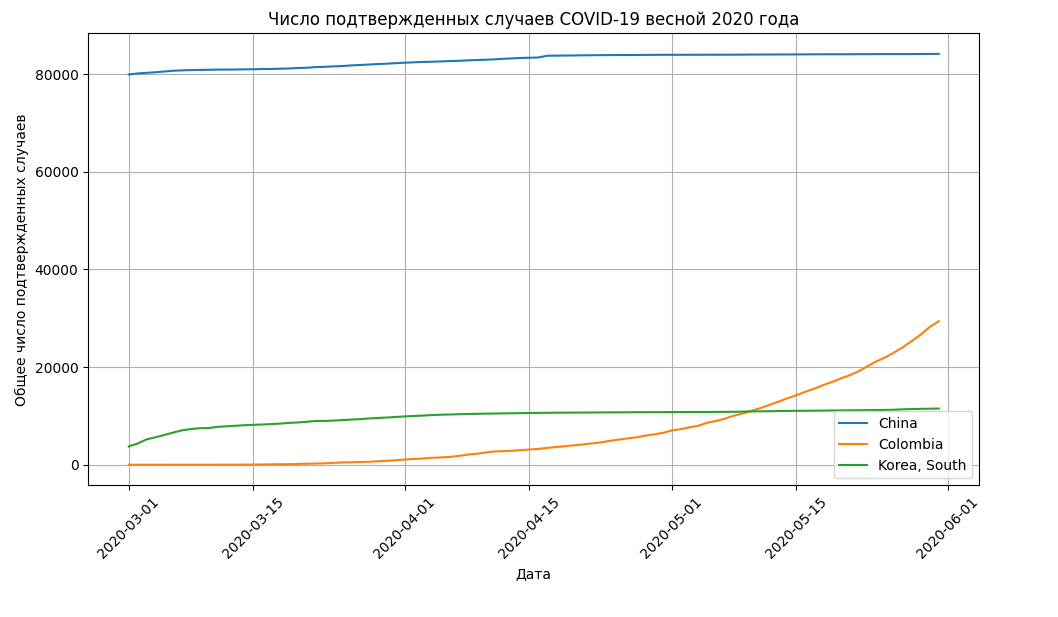 Число подтвержденных случаев COVID-19 весной 2020 года
Общее число подтвержденных случаев
80000
60000
40000
20000
0
China
Colombia
Korea, South
2020-03-01
2020-03-15
2020-04-01
2020-04-15
2020-05-01
2020-05-15
2020-06-01
Дата